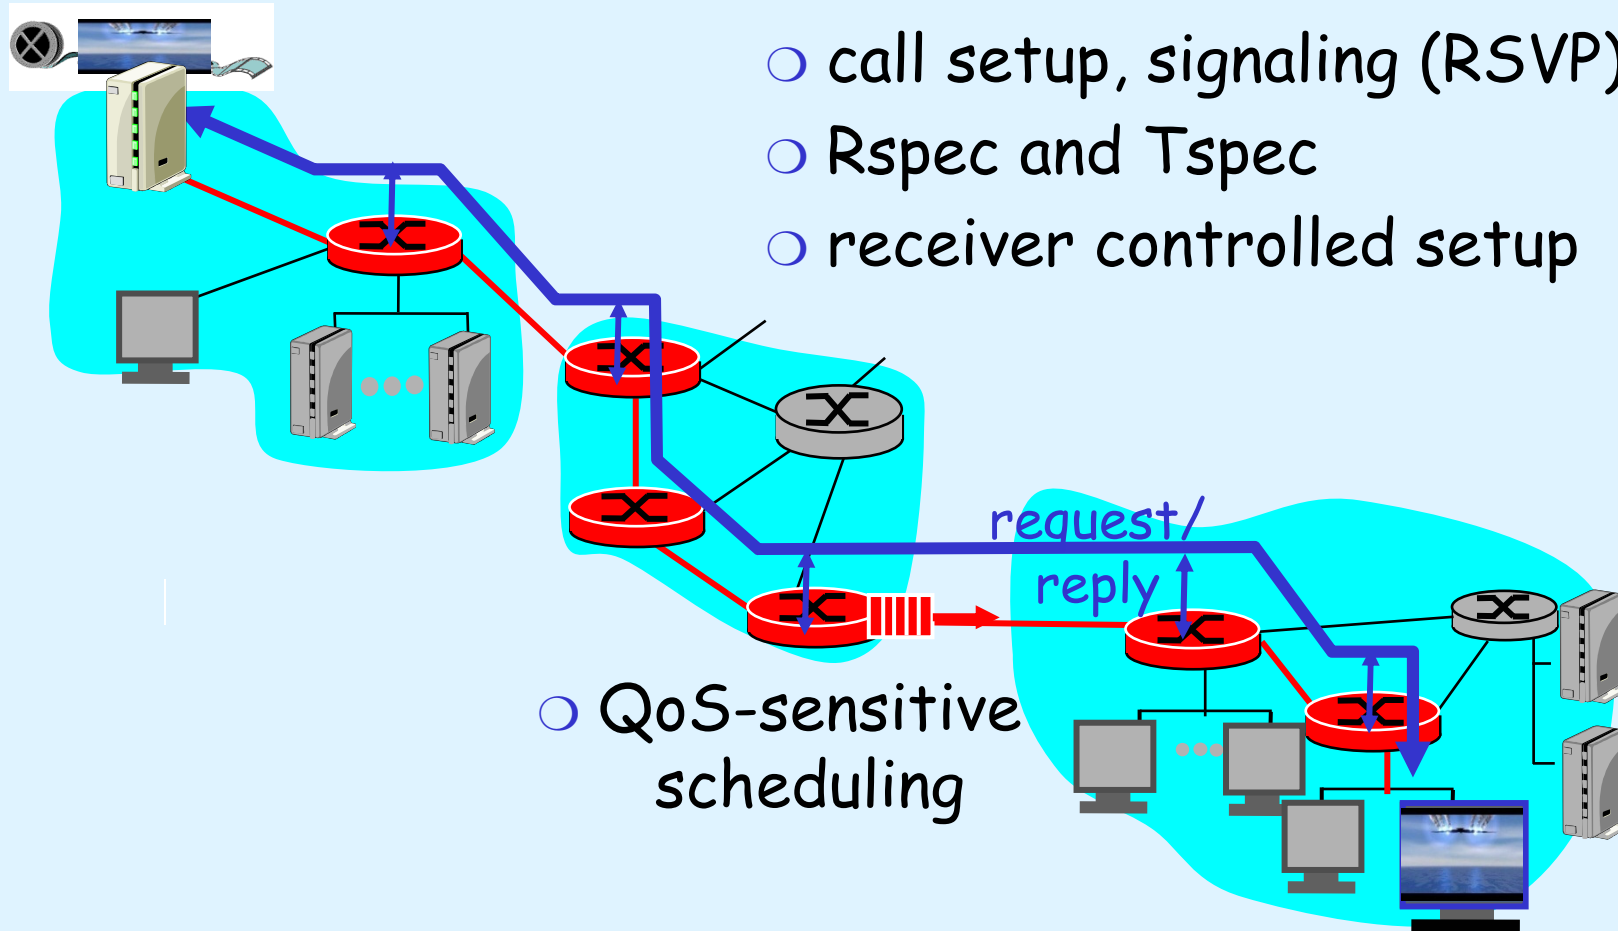 call setup, signaling (RSVP)
Rspec and Tspec
receiver controlled setup
request/
reply
QoS-sensitive
scheduling